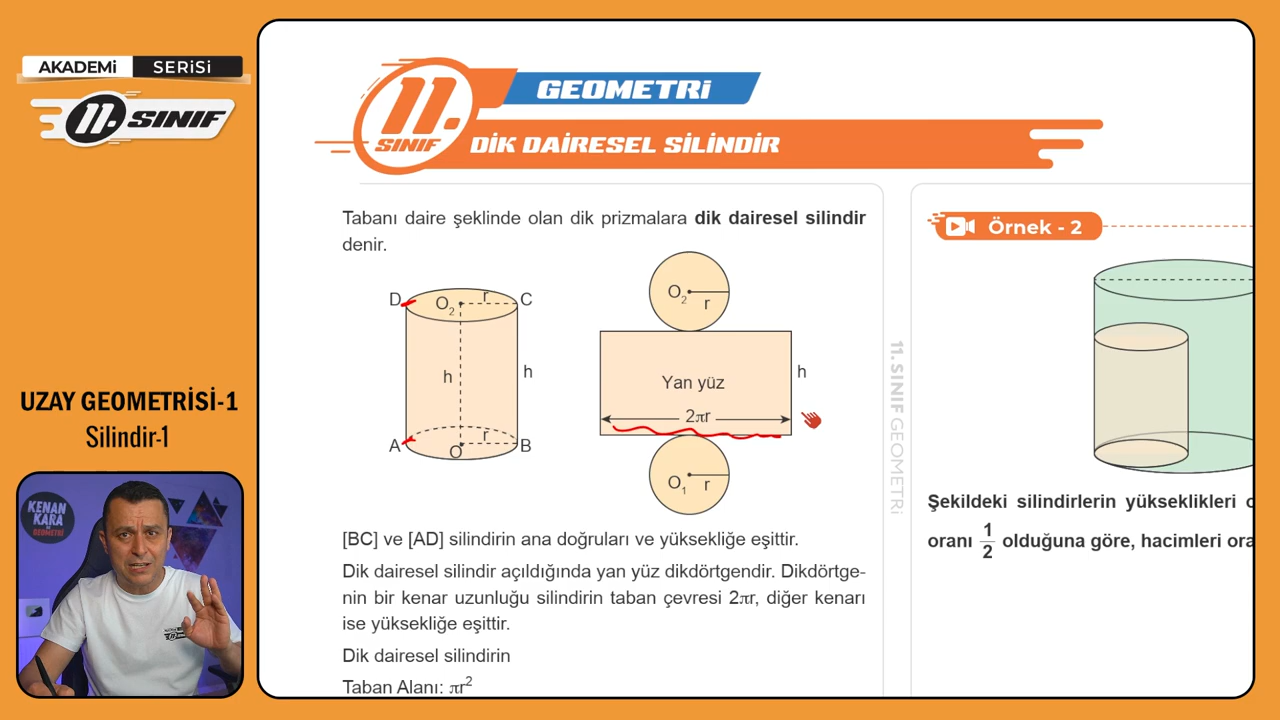 AKADEMİ SERİSİ
11. SINIF
UZAY GEOMETRİSİ-1
Silindir-1
KENAN
KARA
ile
GEOMETRİ
11.
SINIF
GEOMETRİ
DİK DAİRESEL SİLİNDİR
Tabanı daire şeklinde olan dik prizmalara dik dairesel silindir
denir.
D O2 r C
h h
A O r B
O2 r
Yan yüz h
2πr
O1 r
[BC] ve [AD] silindirin ana doğruları ve yüksekliğe eşittir.
Dik dairesel silindir açıldığında yan yüz dikdörtgendir. Dikdörtge-
nin bir kenar uzunluğu silindirin taban çevresi 2πr, diğer kenarı
ise yüksekliğe eşittir.
Dik dairesel silindirin
Taban Alanı: πr²
11. SINIF GEOMETRİ
Örnek - 2
Şekildeki silindirlerin yükseklikleri
oranı 1/2 olduğuna göre, hacimleri